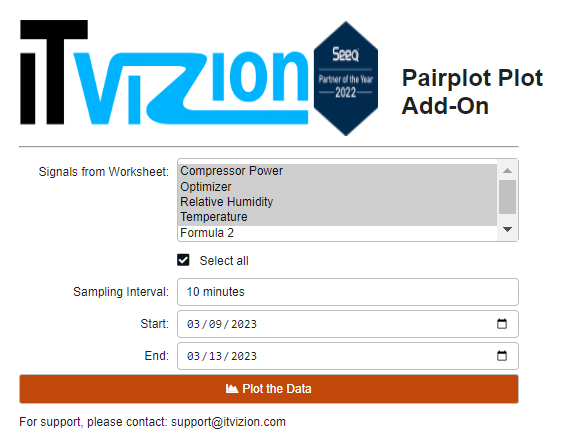 iTvizion
Seeq
Partner of the Year
2022
Pairplot Plot
Add-On
Signals from Worksheet:
Compressor Power
Optimizer
Relative Humidity
Temperature
Formula 2
Select all
Sampling Interval: 10 minutes
Start: 03/09/2023
End: 03/13/2023
Plot the Data
For support, please contact: support@itvizion.com